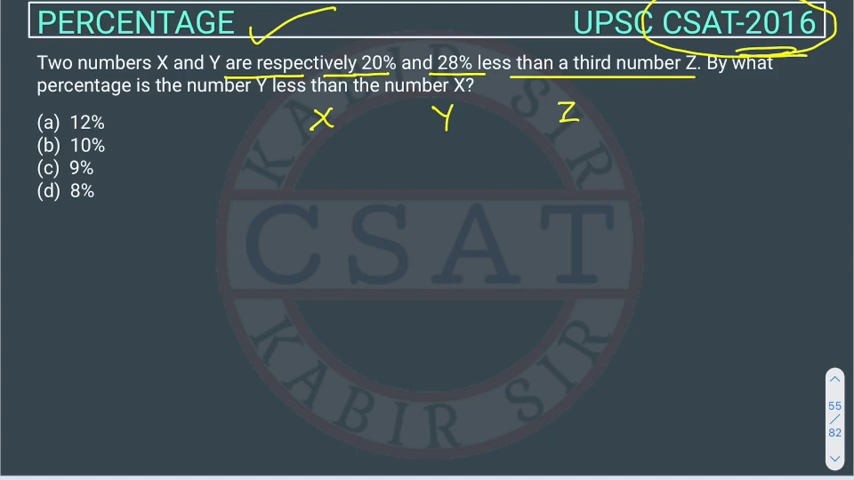 PERCENTAGE
UPSC CSAT-2016
Two numbers X and Y are respectively 20% and 28% less than a third number Z. By what
percentage is the number Y less than the number X?
(a) 12%
(b) 10%
(c) 9%
(d) 8%
X Y Z
KABIR SIR
CSAT
KABIR SIR
55
/
82